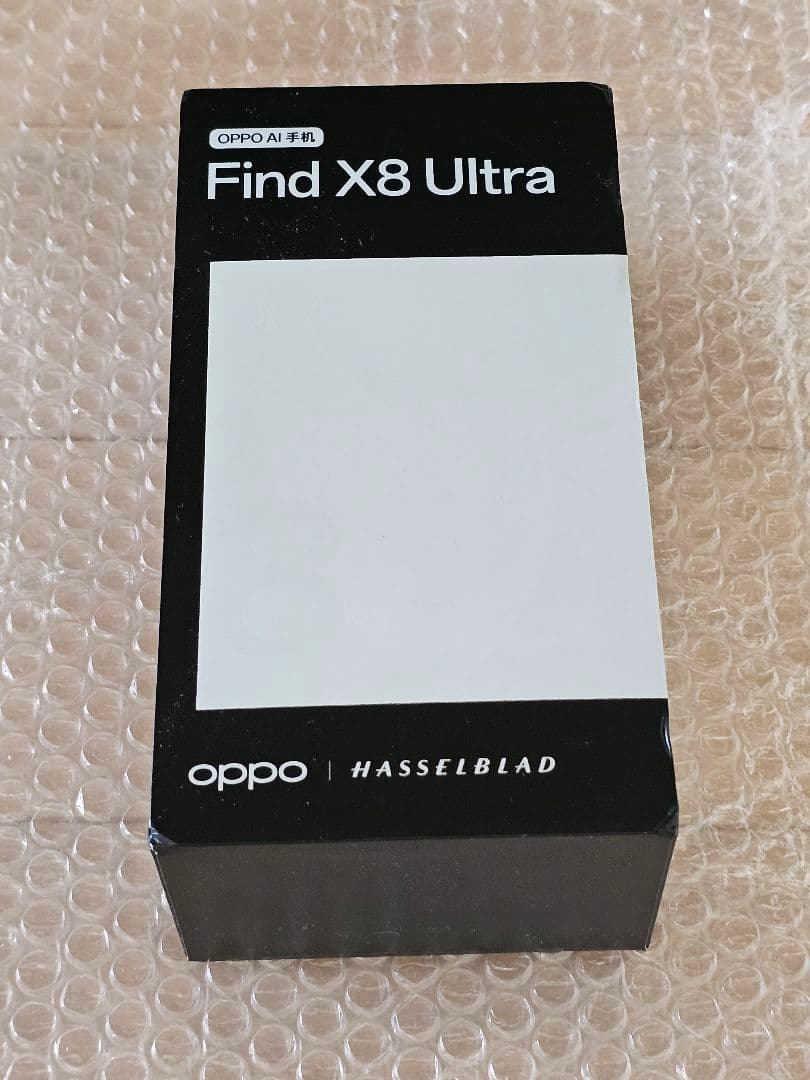 OPPO AI 手机
Find X8 Ultra
oppo | HASSELBLAD